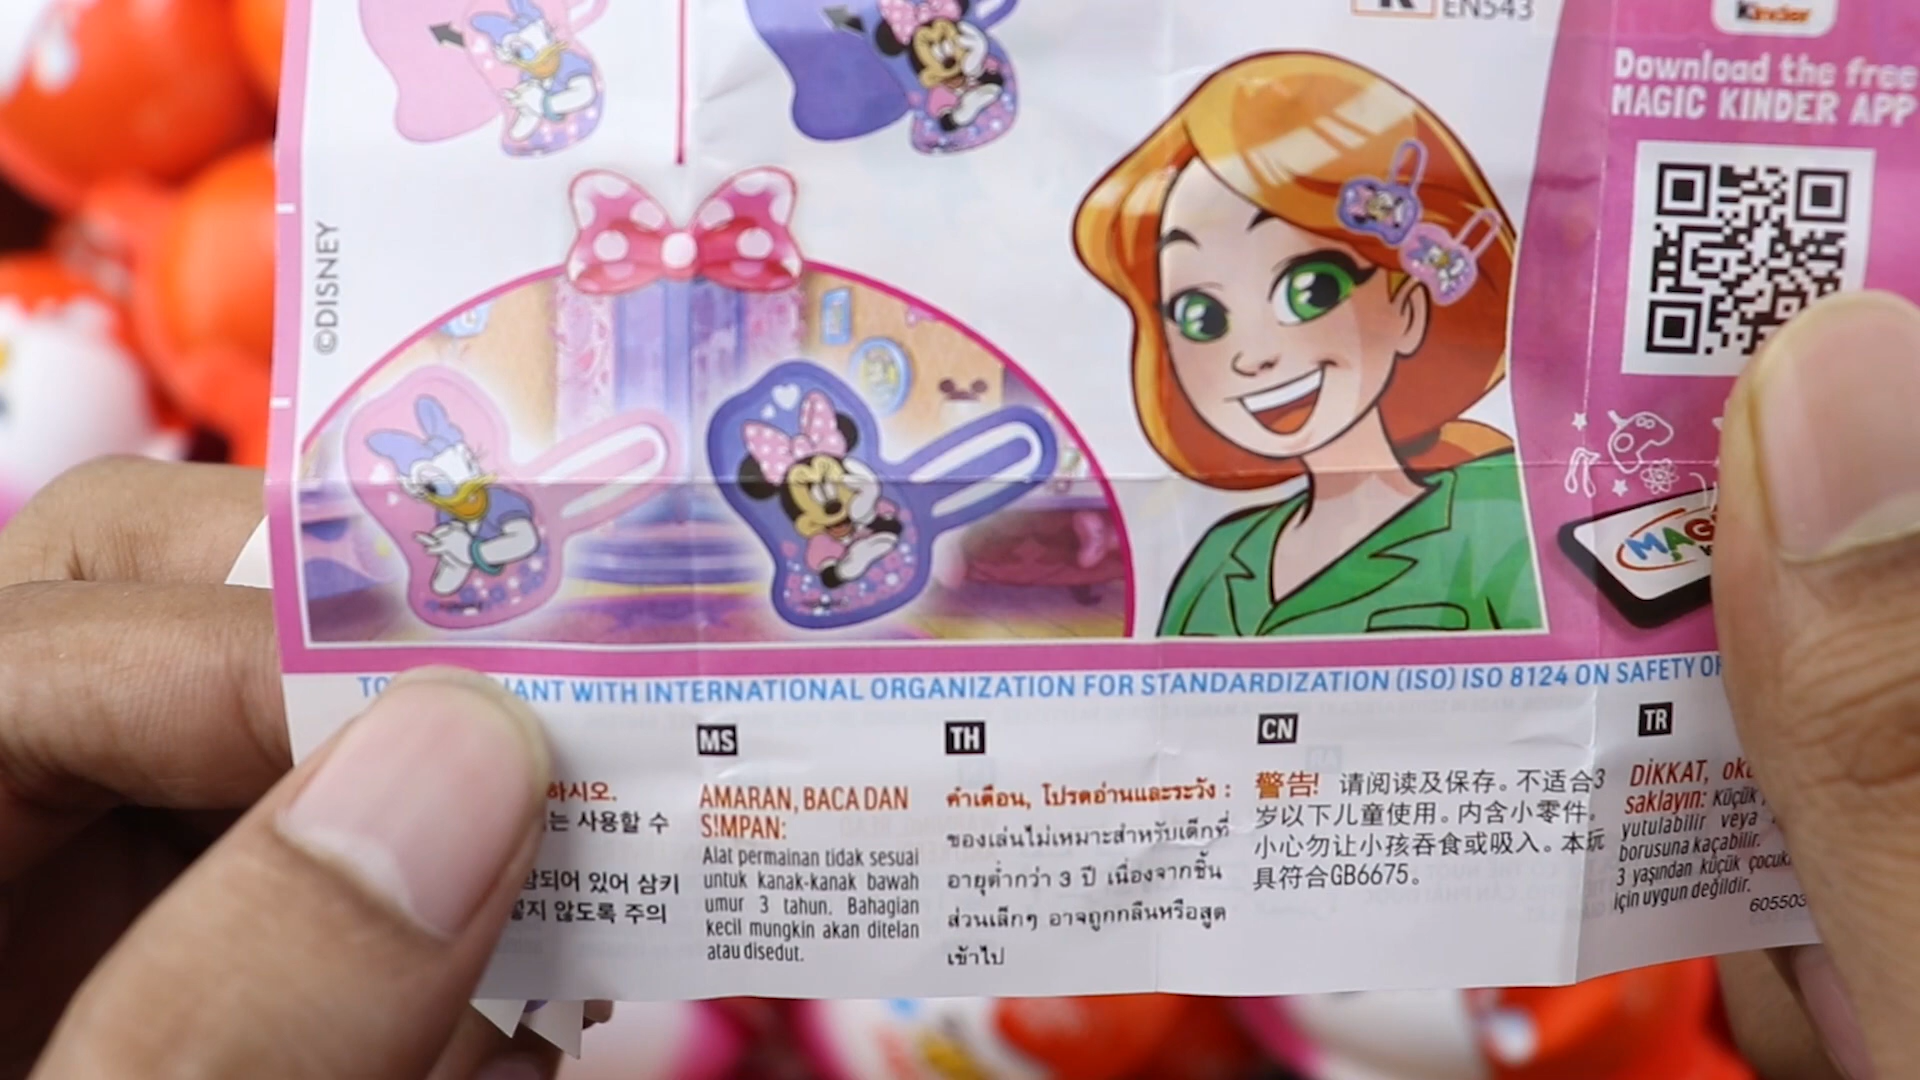 EN543
Kinder
Download the free
MAGIC KINDER APP
©DISNEY
WITH INTERNATIONAL ORGANIZATION FOR STANDARDIZATION (ISO) ISO 8124 ON SAFETY
하시오.
사용할 수
있어 삼키
않도록 주의
MS
AMARAN, BACA DAN
S!MPAN:
Alat permainan tidak sesuai
untuk kanak-kanak bawah
umur 3 tahun. Bahagian
kecil mungkin akan ditelan
atau disedut.
TH
คำเตือน, โปรดอ่านและระวัง :
ของเล่นไม่เหมาะสำหรับเด็กที่
อายุต่ำกว่า 3 ปี เนื่องจากชิ้น
ส่วนเล็กๆ อาจถูกกลืนหรือสูด
เข้าไป
CN
警告! 请阅读及保存。不适合3
岁以下儿童使用。内含小零件。
小心勿让小孩吞食或吸入。本玩
具符合GB6675。
TR
DİKKAT,
saklayın: Küçük
yutulabilir veya
borusuna kaçabilir.
3 yaşından küçük
için uygun değildir.